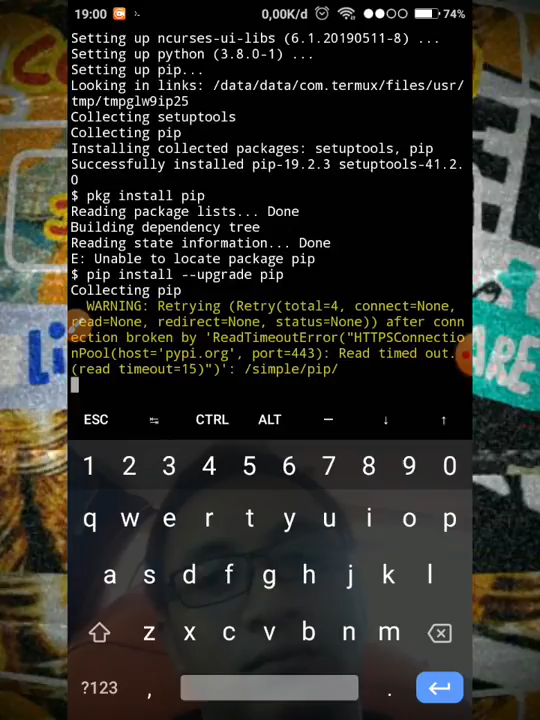 19:00
0,00K/d
74%
Setting up ncurses-ui-libs (6.1.20190511-8) ...
Setting up python (3.8.0-1) ...
Setting up pip...
Looking in links: /data/data/com.termux/files/usr/
tmp/tmpglw9ip25
Collecting setuptools
Collecting pip
Installing collected packages: setuptools, pip
Successfully installed pip-19.2.3 setuptools-41.2.
0
$ pkg install pip
Reading package lists... Done
Building dependency tree
Reading state information... Done
E: Unable to locate package pip
$ pip install --upgrade pip
Collecting pip
WARNING: Retrying (Retry(total=4, connect=None,
read=None, redirect=None, status=None)) after conn
ection broken by 'ReadTimeoutError("HTTPSConnectio
nPool(host='pypi.org', port=443): Read timed out.
(read timeout=15)")': /simple/pip/
ESC ↹ CTRL ALT — ↓ ↑
1 2 3 4 5 6 7 8 9 0
q w e r t y u i o p
a s d f g h j k l
z x c v b n m
?123 , .